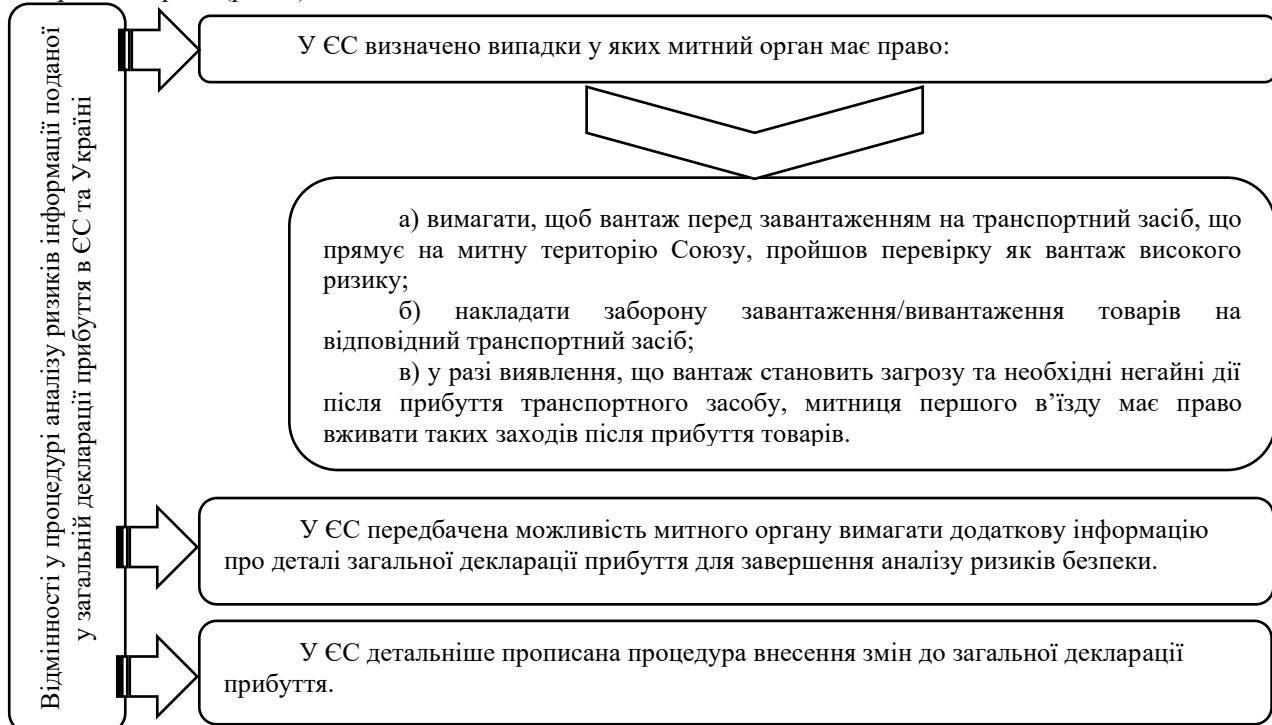 Відмінності у процедурі аналізу ризиків інформації поданої
у загальній декларації прибуття в ЄС та Україні
У ЄС визначено випадки у яких митний орган має право:
а) вимагати, щоб вантаж перед завантаженням на транспортний засіб, що
прямує на митну територію Союзу, пройшов перевірку як вантаж високого
ризику;
б) накладати заборону завантаження/вивантаження товарів на
відповідний транспортний засіб;
в) у разі виявлення, що вантаж становить загрозу та необхідні негайні дії
після прибуття транспортного засобу, митниця першого в’їзду має право
вживати таких заходів після прибуття товарів.
У ЄС передбачена можливість митного органу вимагати додаткову інформацію
про деталі загальної декларації прибуття для завершення аналізу ризиків безпеки.
У ЄС детальніше прописана процедура внесення змін до загальної декларації
прибуття.